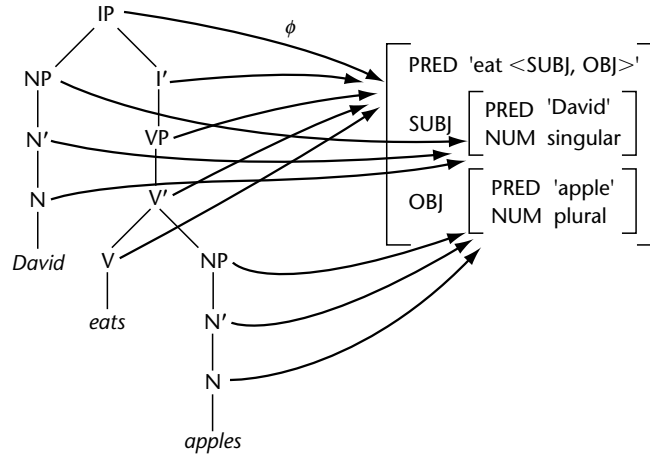 IP
ϕ
NP I′ PRED 'eat <SUBJ, OBJ>'
PRED 'David'
SUBJ
N′ VP NUM singular
N V′ PRED 'apple'
OBJ
NUM plural
David V NP
eats N′
N
apples